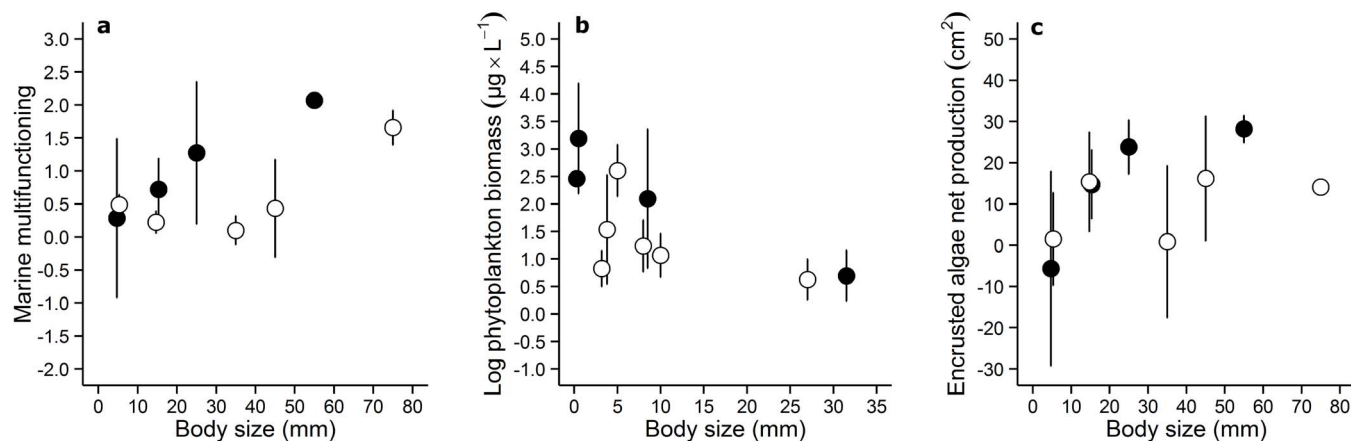 a
Marine multifunctioning
3.0
2.5
2.0
1.5
1.0
0.5
0.0
-0.5
-1.0
-1.5
-2.0
0 10 20 30 40 50 60 70 80
Body size (mm)
b
Log phytoplankton biomass (µg × L⁻¹)
5.0
4.5
4.0
3.5
3.0
2.5
2.0
1.5
1.0
0.5
0.0
-0.5
-1.0
0 5 10 15 20 25 30 35
Body size (mm)
c
Encrusted algae net production (cm²)
50
40
30
20
10
0
-10
-20
-30
0 10 20 30 40 50 60 70 80
Body size (mm)